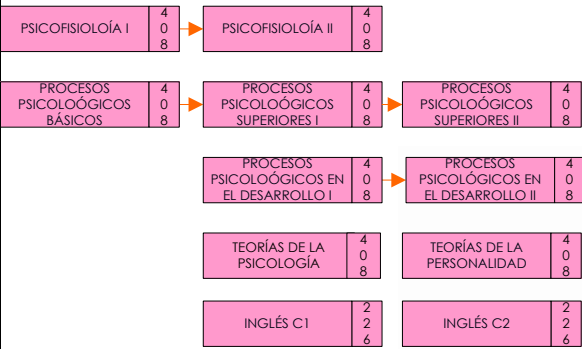 PSICOFISIOLOÍA I
4
0
8
PSICOFISIOLOÍA II
4
0
8
PROCESOS
PSICOLOÓGICOS
BÁSICOS
4
0
8
PROCESOS
PSICOLOÓGICOS
SUPERIORES I
4
0
8
PROCESOS
PSICOLOÓGICOS
SUPERIORES II
4
0
8
PROCESOS
PSICOLOÓGICOS EN
EL DESARROLLO I
4
0
8
PROCESOS
PSICOLÓGICOS EN
EL DESARROLLO II
4
0
8
TEORÍAS DE LA
PSICOLOGÍA
4
0
8
TEORÍAS DE LA
PERSONALIDAD
4
0
8
INGLÉS C1
2
2
6
INGLÉS C2
2
2
6